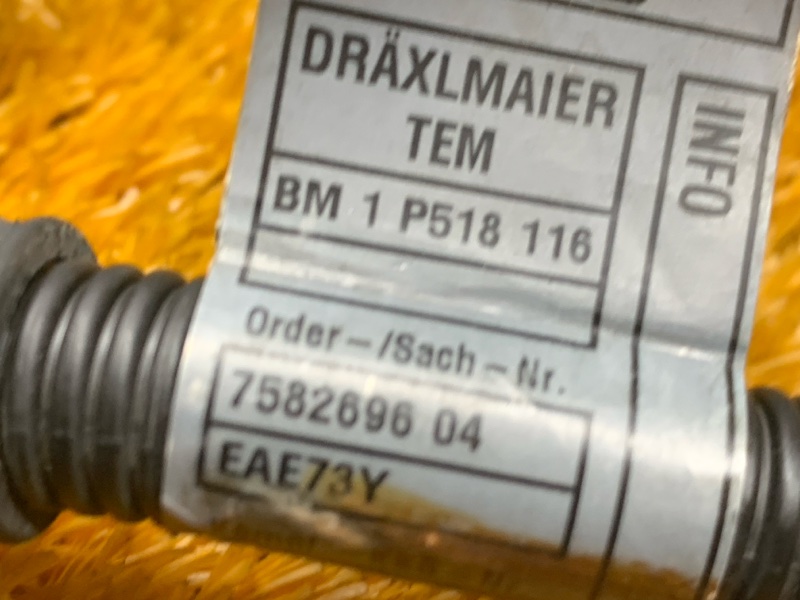 DRÄXLMAIER
TEM
BM 1 P518 116
INFO
Order-/Sach-Nr.
7582696 04
EAE73Y